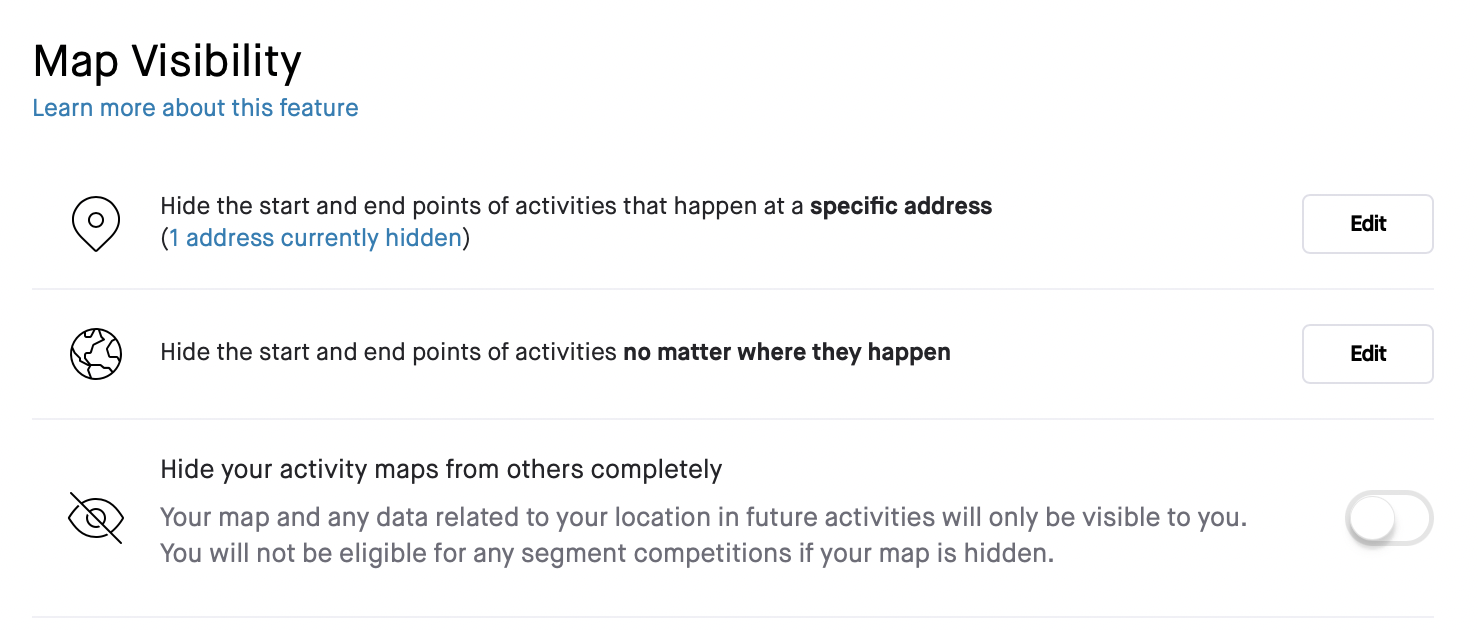 Map Visibility
Learn more about this feature
Hide the start and end points of activities that happen at a specific address
(1 address currently hidden)
Edit
Hide the start and end points of activities no matter where they happen
Edit
Hide your activity maps from others completely
Your map and any data related to your location in future activities will only be visible to you.
You will not be eligible for any segment competitions if your map is hidden.